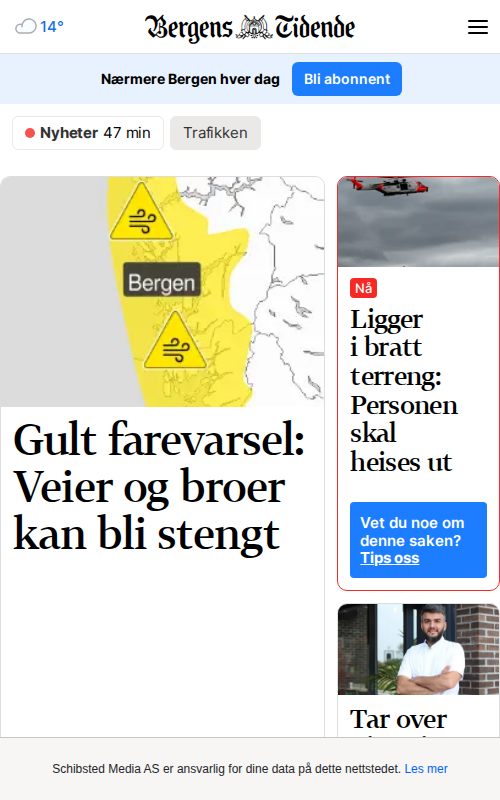 14°
Bergens Tidende
Nærmere Bergen hver dag
Bli abonnent
Nyheter 47 min
Trafikken
Bergen
Gult farevarsel:
Veier og broer
kan bli stengt
Nå
Ligger
i bratt
terreng:
Personen
skal
heises ut
Vet du noe om
denne saken?
Tips oss
Tar over
Schibsted Media AS er ansvarlig for dine data på dette nettstedet. Les mer